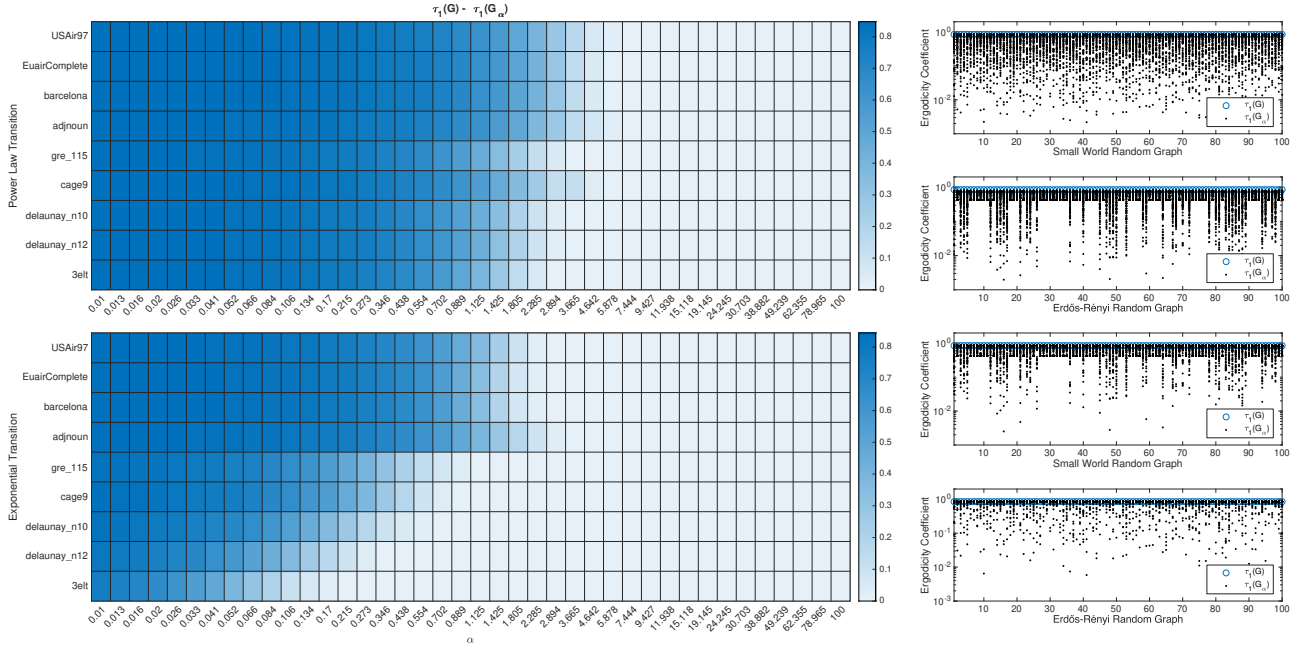 τ₁(G) - τ₁(G_α)
Power Law Transition
USAir97
EuairComplete
barcelona
adjnoun
gre_115
cage9
delaunay_n10
delaunay_n12
3elt
0.01 0.013 0.016 0.02 0.026 0.033 0.041 0.052 0.066 0.084 0.106 0.134 0.17 0.215 0.273 0.346 0.438 0.554 0.702 0.889 1.125 1.425 1.805 2.285 2.894 3.665 4.642 5.878 7.444 9.427 11.938 15.118 19.145 24.245 30.703 38.882 49.239 62.355 78.965 100
0.8
0.7
0.6
0.5
0.4
0.3
0.2
0.1
0
Exponential Transition
USAir97
EuairComplete
barcelona
adjnoun
gre_115
cage9
delaunay_n10
delaunay_n12
3elt
0.01 0.013 0.016 0.02 0.026 0.033 0.041 0.052 0.066 0.084 0.106 0.134 0.17 0.215 0.273 0.346 0.438 0.554 0.702 0.889 1.125 1.425 1.805 2.285 2.894 3.665 4.642 5.878 7.444 9.427 11.938 15.118 19.145 24.245 30.703 38.882 49.239 62.355 78.965 100
α
0.8
0.7
0.6
0.5
0.4
0.3
0.2
0.1
0
Ergodicity Coefficient
10⁰
10⁻²
τ₁(G)
τ₁(G_α)
10 20 30 40 50 60 70 80 90 100
Small World Random Graph
Ergodicity Coefficient
10⁰
10⁻²
τ₁(G)
τ₁(G_α)
10 20 30 40 50 60 70 80 90 100
Erdős-Rényi Random Graph
Ergodicity Coefficient
10⁰
10⁻²
τ₁(G)
τ₁(G_α)
10 20 30 40 50 60 70 80 90 100
Small World Random Graph
Ergodicity Coefficient
10⁰
10⁻¹
10⁻²
10⁻³
τ₁(G)
τ₁(G_α)
10 20 30 40 50 60 70 80 90 100
Erdős-Rényi Random Graph